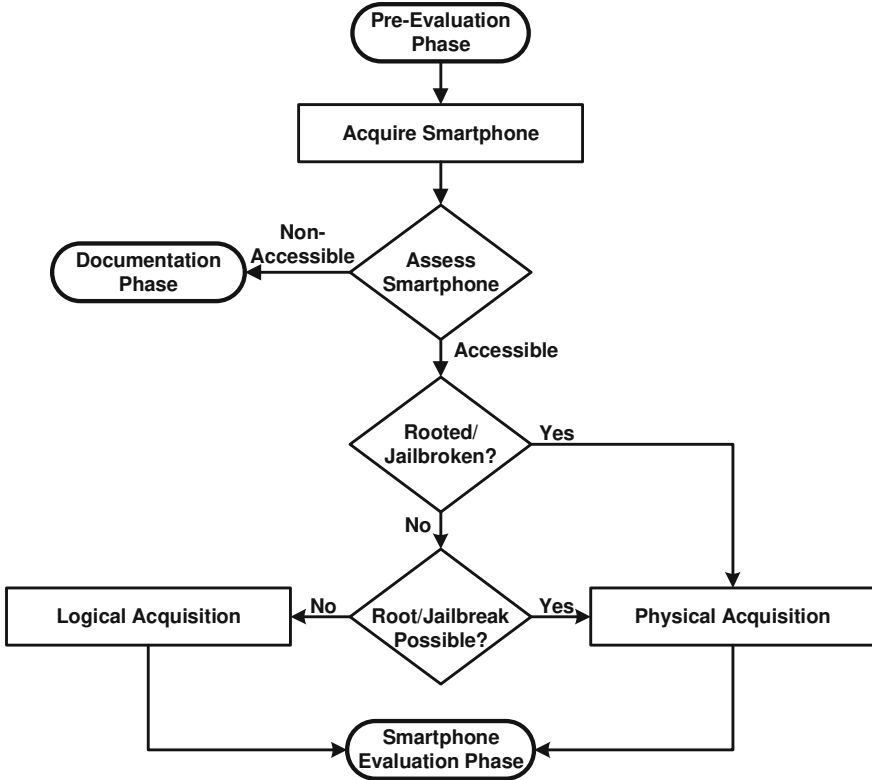 Pre-Evaluation
Phase
Acquire Smartphone
Non-
Accessible
Documentation
Phase
Assess
Smartphone
Accessible
Rooted/
Jailbroken?
Yes
No
Logical Acquisition
No
Root/Jailbreak
Possible?
Yes
Physical Acquisition
Smartphone
Evaluation Phase